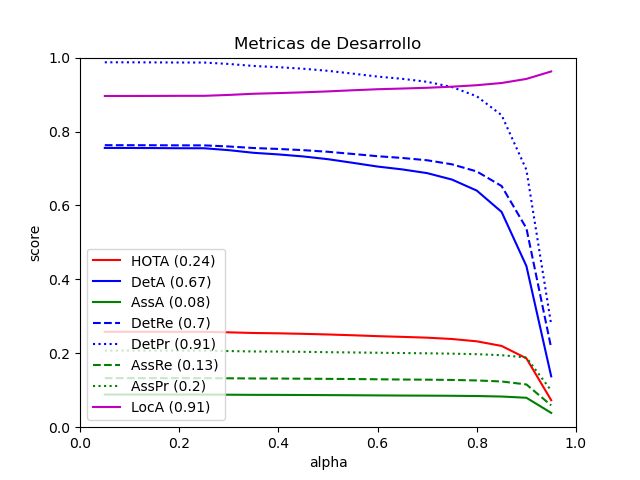 Metricas de Desarrollo
score
1.0
0.8
0.6
0.4
0.2
0.0
HOTA (0.24)
DetA (0.67)
AssA (0.08)
DetRe (0.7)
DetPr (0.91)
AssRe (0.13)
AssPr (0.2)
LocA (0.91)
0.0 0.2 0.4 0.6 0.8 1.0
alpha